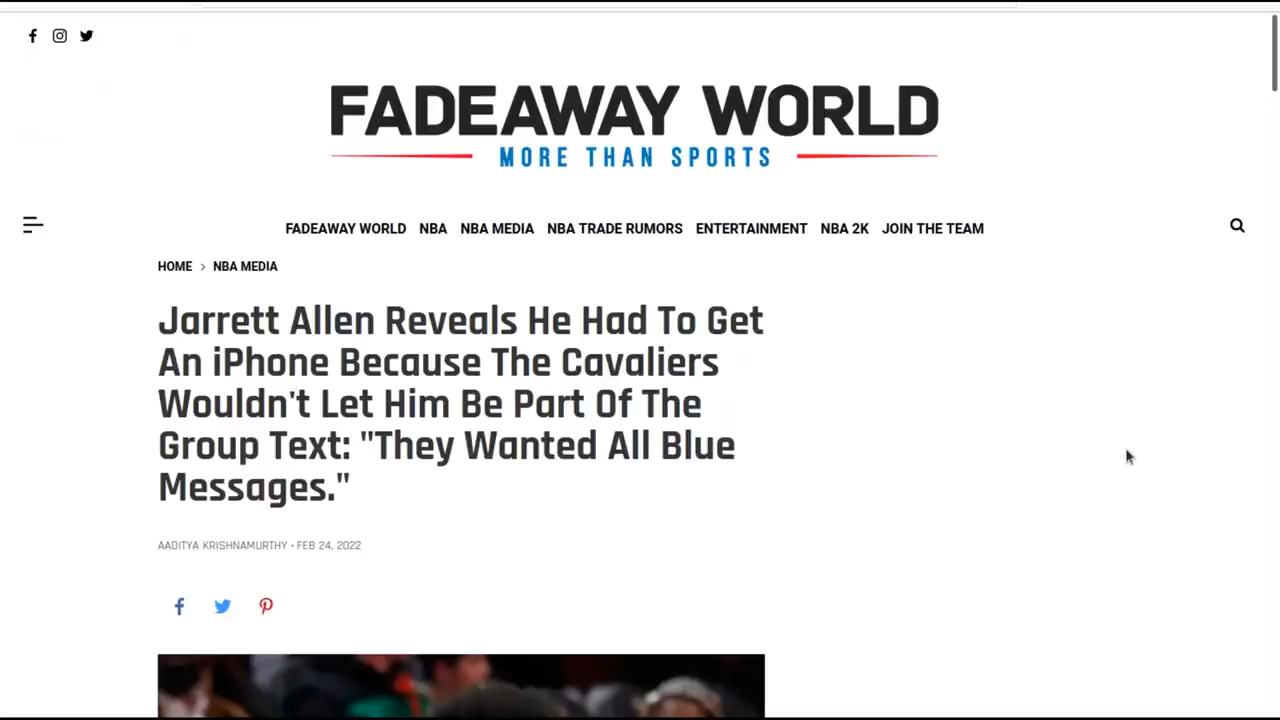 FADEAWAY WORLD
MORE THAN SPORTS
FADEAWAY WORLD NBA NBA MEDIA NBA TRADE RUMORS ENTERTAINMENT NBA 2K JOIN THE TEAM
HOME > NBA MEDIA
Jarrett Allen Reveals He Had To Get
An iPhone Because The Cavaliers
Wouldn't Let Him Be Part Of The
Group Text: "They Wanted All Blue
Messages."
AADITYA KRISHNAMURTHY • FEB 24, 2022